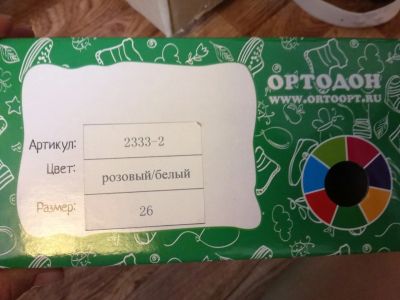 ОРТОДОН
WWW.ORTOOPT.RU
Артикул: 2333-2
Цвет: розовый/белый
Размер: 26